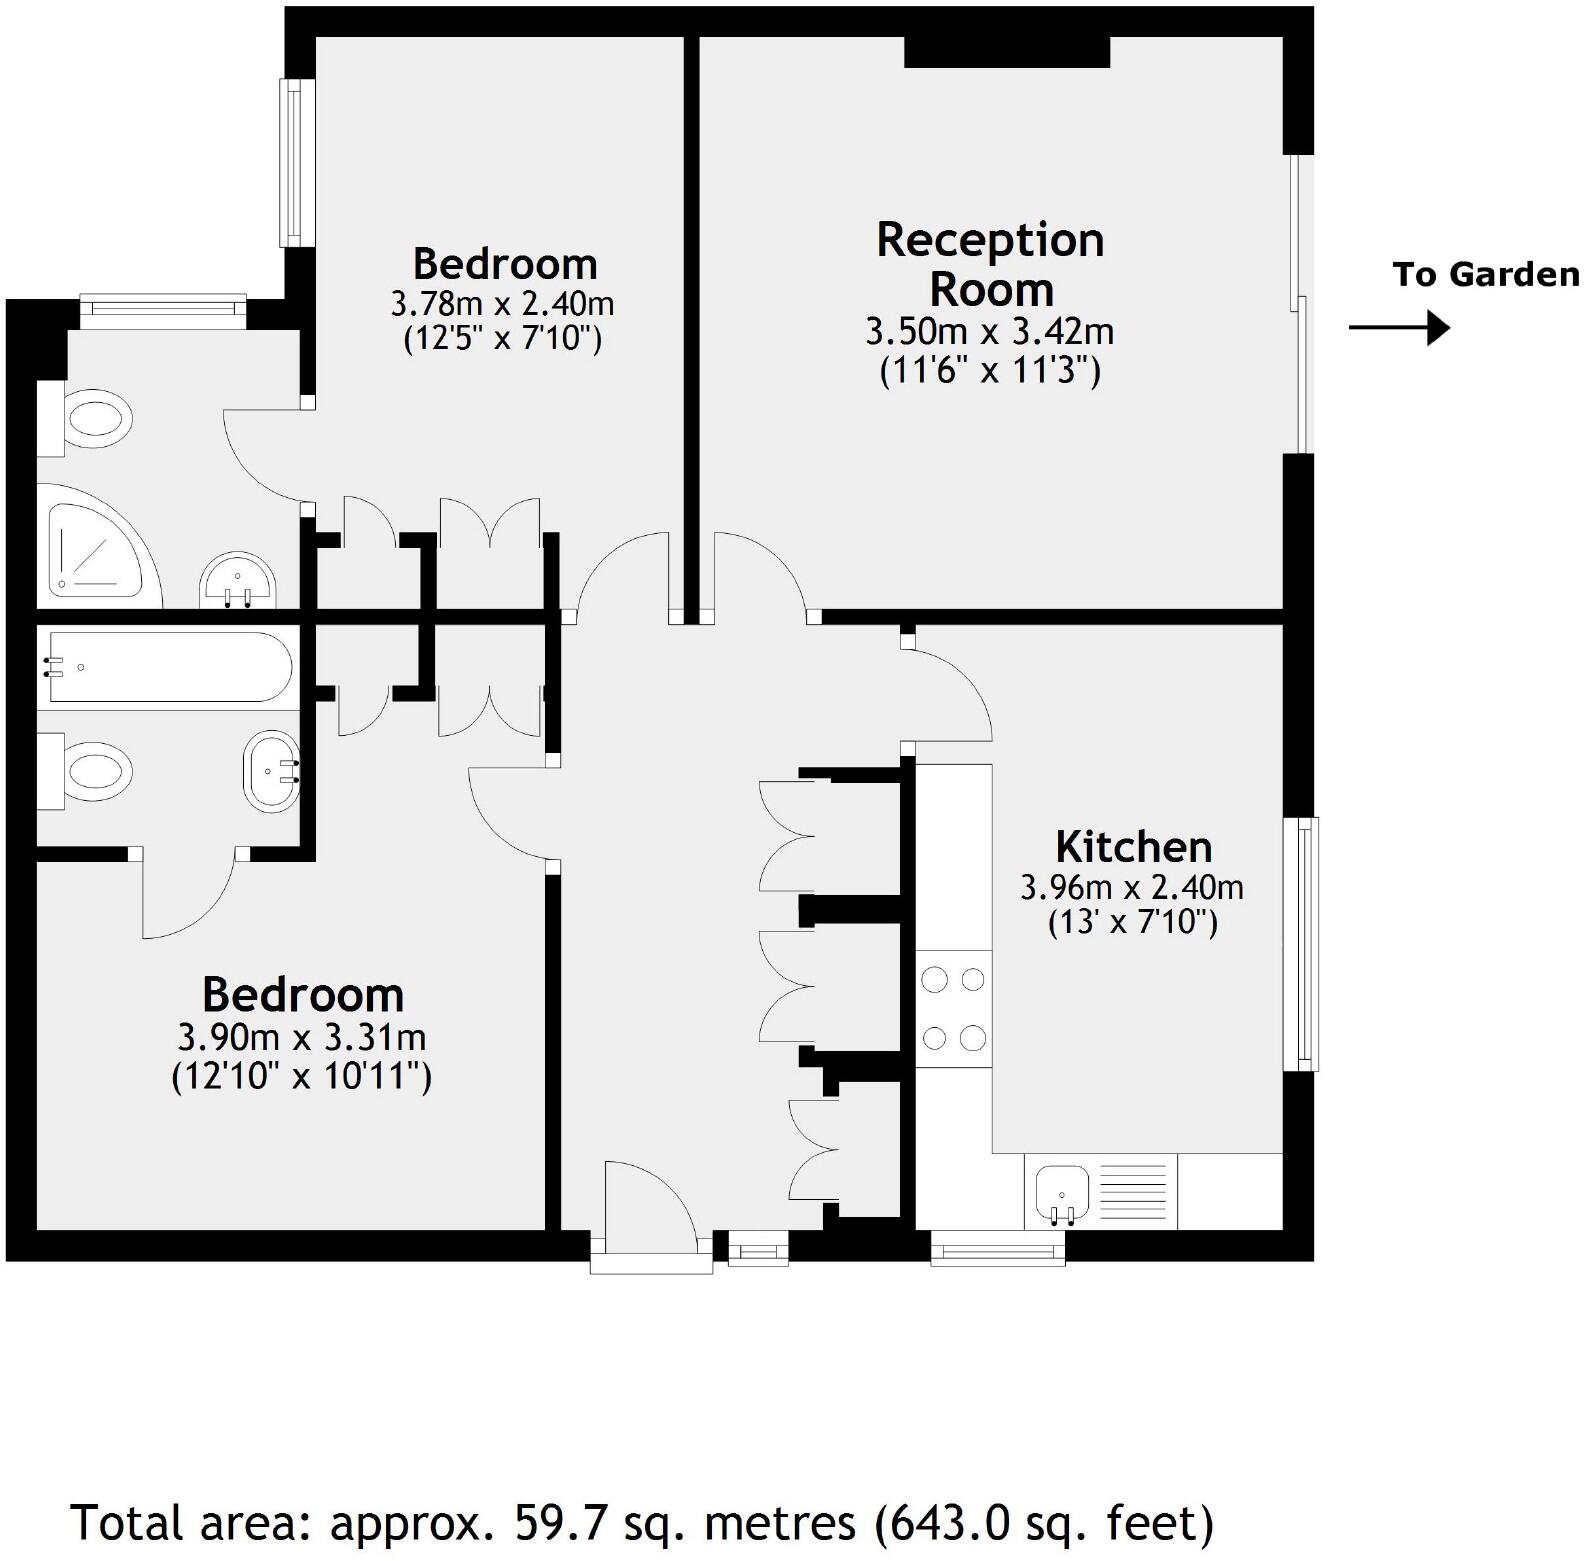 Bedroom
3.78m x 2.40m
(12'5" x 7'10")
Reception
Room
3.50m x 3.42m
(11'6" x 11'3")
To Garden
Kitchen
3.96m x 2.40m
(13' x 7'10")
Bedroom
3.90m x 3.31m
(12'10" x 10'11")
Total area: approx. 59.7 sq. metres (643.0 sq. feet)